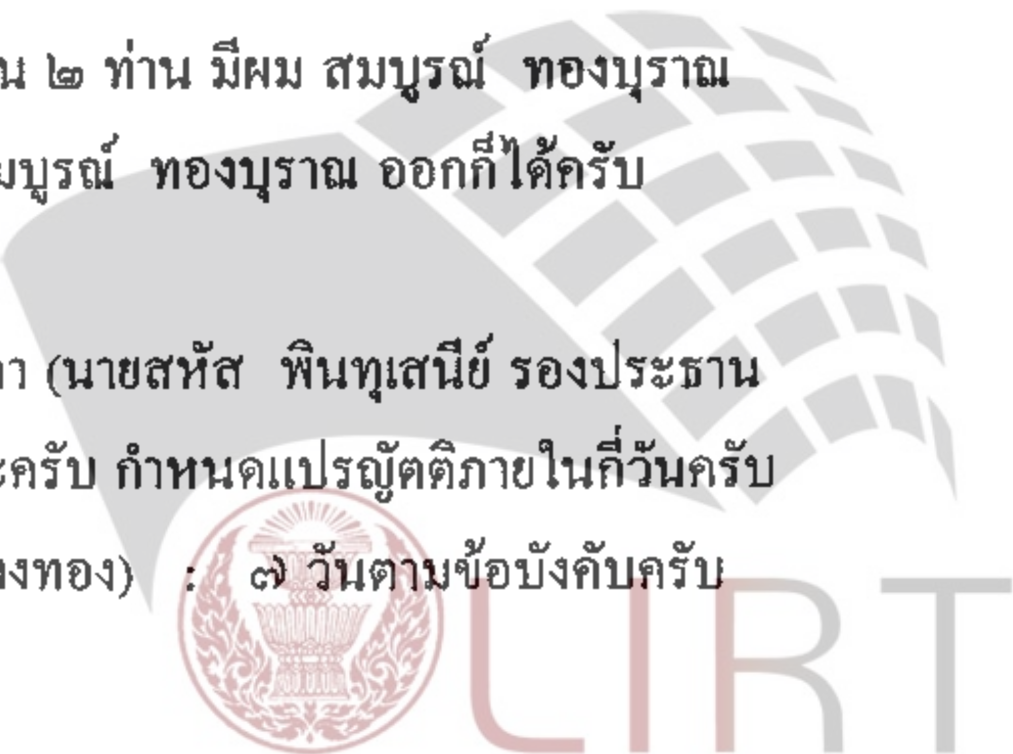 น ๒ ท่าน มีผม สมบูรณ์ ทองบุราณ
มบูรณ์ ทองบุราณ ออกก็ได้ครับ
า (นายสหัส พินทุเสนีย์ รองประธาน
ะครับ กำหนดแปรญัตติภายในกี่วันครับ
งทอง) : ๗ วันตามข้อบังคับครับ
LIRT